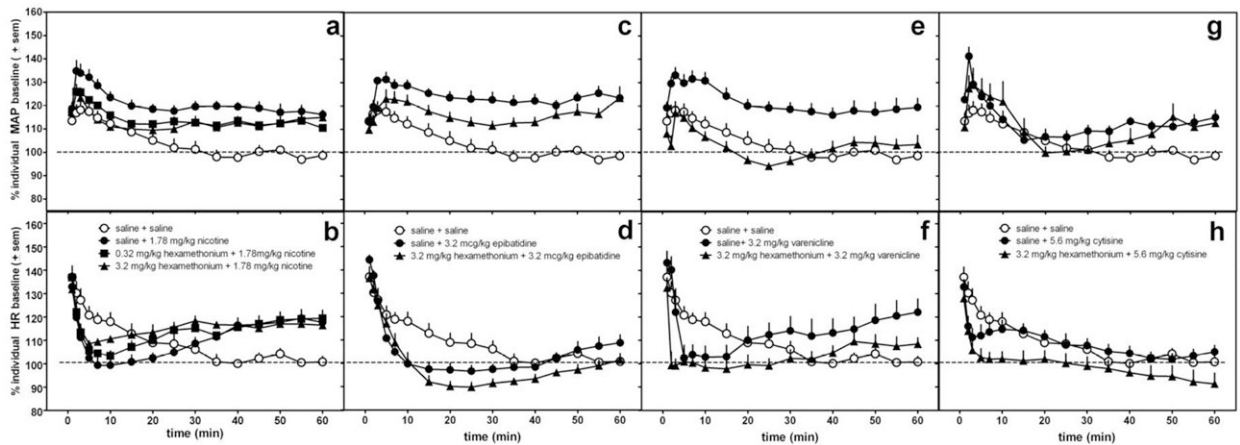 % individual MAP baseline (+ sem)
160
150
140
130
120
110
100
90
80
a
c
e
g
% individual HR baseline (+ sem)
160
150
140
130
120
110
100
90
80
b
saline + saline
saline + 1.78 mg/kg nicotine
0.32 mg/kg hexamethonium + 1.78mg/kg nicotine
3.2 mg/kg hexamethonium + 1.78 mg/kg nicotine
d
saline + saline
saline + 3.2 mcg/kg epibatidine
3.2 mg/kg hexamethonium + 3.2 mcg/kg epibatidine
f
saline + saline
saline+ 3.2 mg/kg varenicline
3.2 mg/kg hexamethonium + 3.2 mg/kg varenicline
h
saline + saline
saline + 5.6 mg/kg cytisine
3.2 mg/kg hexamethonium + 5.6 mg/kg cytisine
0 10 20 30 40 50 60
0 10 20 30 40 50 60
0 10 20 30 40 50 60
0 10 20 30 40 50 60
time (min)
time (min)
time (min)
time (min)